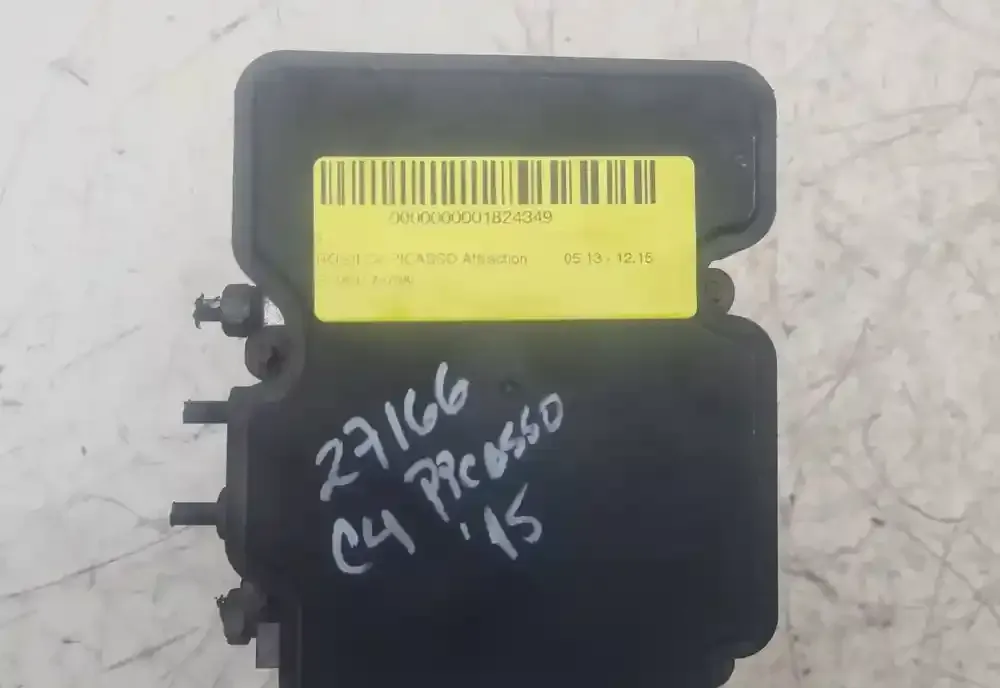 0000000001824349
PICASSO Attraction 05.13 - 12.15
27166
C4 PICASSO
'15